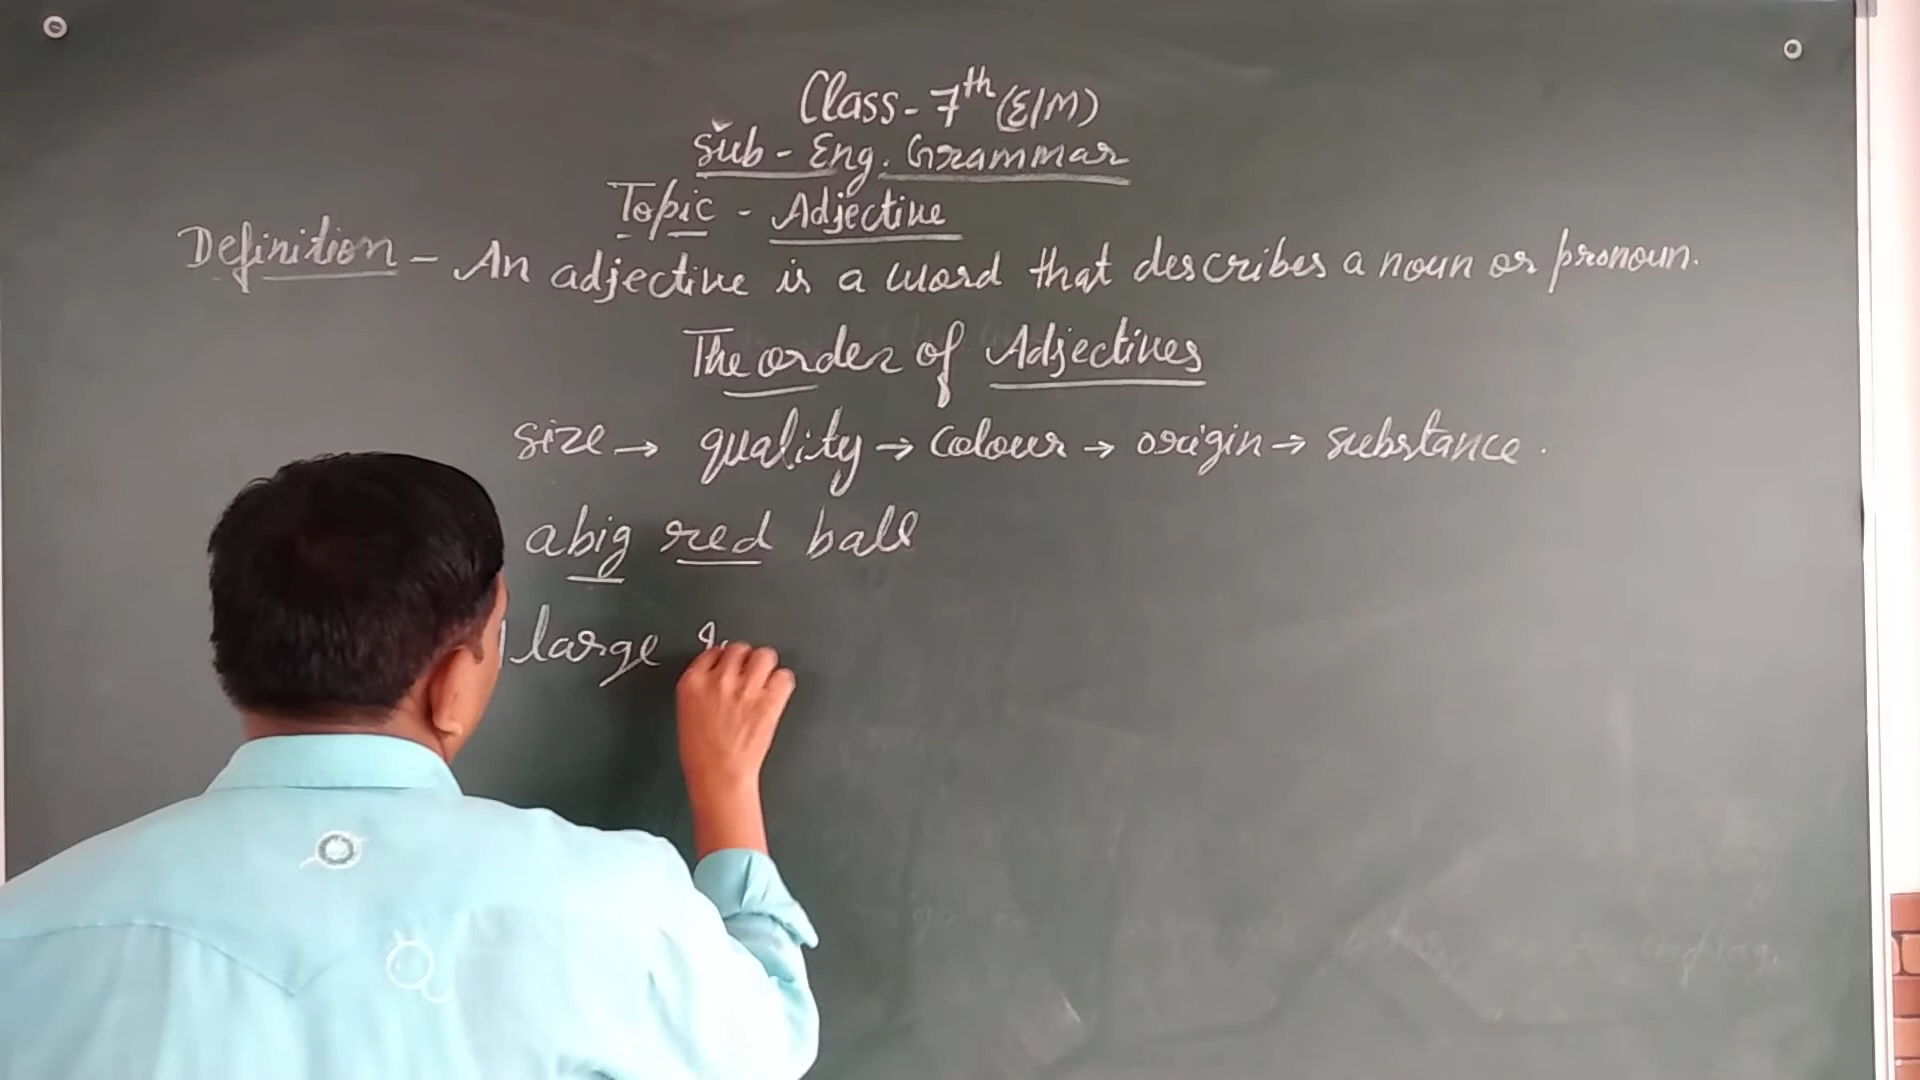 Class - 7th (E/M)
Sub - Eng. Grammar
Topic - Adjective
Definition - An adjective is a word that describes a noun or pronoun.
The order of Adjectives
size → quality → colour → origin → substance.
a big red ball
large